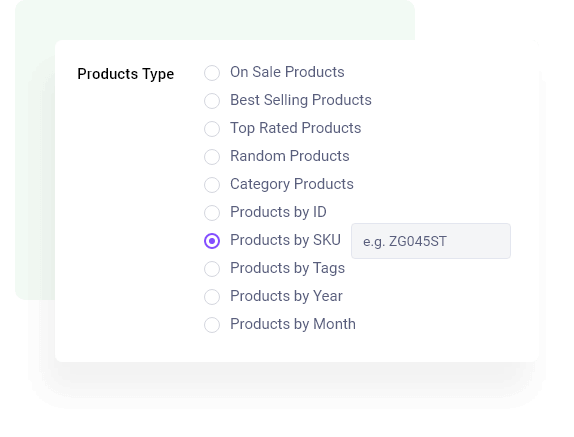 Products Type
On Sale Products
Best Selling Products
Top Rated Products
Random Products
Category Products
Products by ID
Products by SKU e.g. ZG045ST
Products by Tags
Products by Year
Products by Month